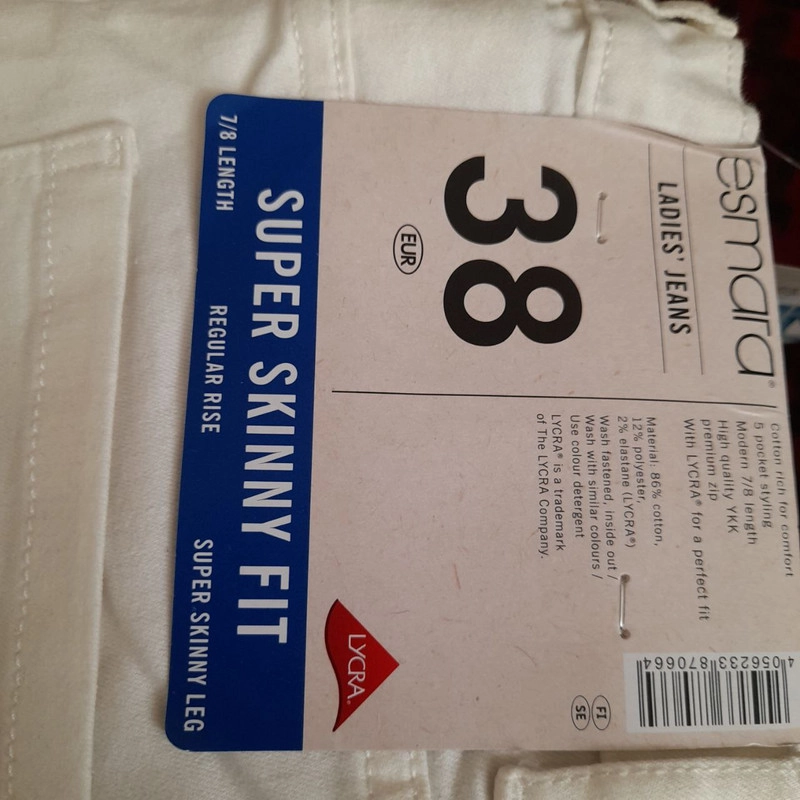 esmara®
LADIES' JEANS
38
EUR
Cotton rich for comfort
5 pocket styling
Modern 7/8 length
High quality YKK
premium zip
With LYCRA® for a perfect fit
Material: 86% cotton,
12% polyester,
2% elastane (LYCRA®)
Wash fastened, inside out /
Wash with similar colours /
Use colour detergent
LYCRA® is a trademark
of The LYCRA Company.
4 056233 870664
FI
SE
LYCRA®
SUPER SKINNY FIT
7/8 LENGTH REGULAR RISE SUPER SKINNY LEG